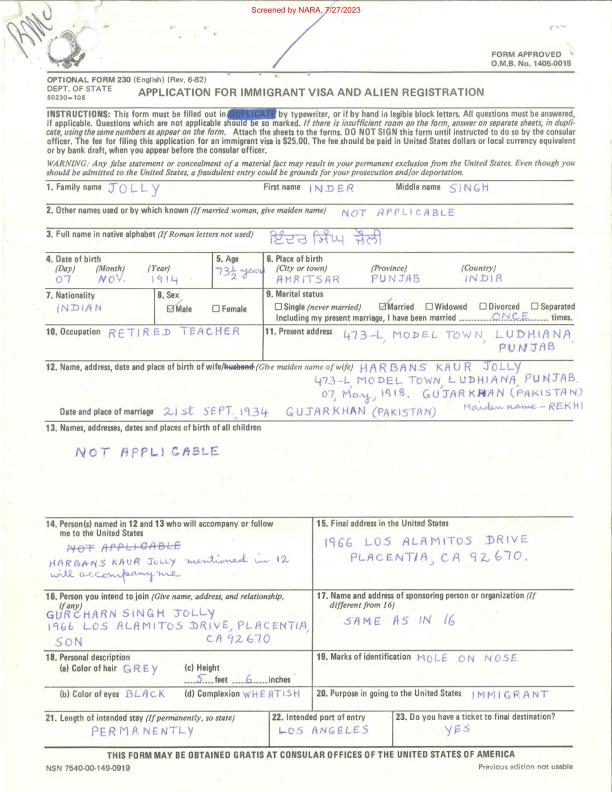 Screened by NARA, 7/27/2023
FORM APPROVED
O.M.B. No. 1405-0015
OPTIONAL FORM 230 (English) (Rev, 6-82)
DEPT. OF STATE
50230-105
APPLICATION FOR IMMIGRANT VISA AND ALIEN REGISTRATION
INSTRUCTIONS: This form must be filled out in DUPLICATE by typewriter, or if by hand in legible block letters. All questions must be answered,
if applicable. Questions which are not applicable should be so marked. If there is insufficient room on the form, answer on separate sheets, in dupli-
cate, using the same numbers as appear on the form. Attach the sheets to the forms. DO NOT SIGN this form until instructed to do so by the consular
officer. The fee for filing this application for an immigrant visa is $25.00. The fee should be paid in United States dollars or local currency equivalent
or by bank draft, when you appear before the consular officer.
WARNING: Any false statement or concealment of a material fact may result in your permanent exclusion from the United States. Even though you
should be admitted to the United States, a fraudulent entry could be grounds for your prosecution and/or deportation.
1. Family name JOLLY First name INDER Middle name SINGH
2. Other names used or by which known (If married woman, give maiden name) NOT APPLICABLE
3. Full name in native alphabet (If Roman letters not used) ਇੰਦਰ ਸਿੰਘ ਜੌਲੀ
4. Date of birth 5. Age 6. Place of birth
(Day) (Month) (Year) 73½ years (City or town) (Province) (Country)
07 NOV. 1914 AMRITSAR PUNJAB INDIA
7. Nationality 8. Sex 9. Marital status
INDIAN Male Female Single (never married) Married Widowed Divorced Separated
Including my present marriage, I have been married ONCE times.
10. Occupation RETIRED TEACHER 11. Present address 473-L, MODEL TOWN, LUDHIANA,
PUNJAB
12. Name, address, date and place of birth of wife/husband (Give maiden name of wife) HARBANS KAUR JOLLY
473-L, MODEL TOWN, LUDHIANA, PUNJAB.
07, May, 1918, GUJARKHAN (PAKISTAN)
Date and place of marriage 21st SEPT, 1934 GUJARKHAN (PAKISTAN) Maiden name - REKHI
13. Names, addresses, dates and places of birth of all children
NOT APPLICABLE
14. Person(s) named in 12 and 13 who will accompany or follow
me to the United States
NOT APPLICABLE
HARBANS KAUR JOLLY mentioned in 12
will accompany me
15. Final address in the United States
1966 LOS ALAMITOS DRIVE
PLACENTIA, CA 92670.
16. Person you intend to join (Give name, address, and relationship,
if any)
GURCHARN SINGH JOLLY
1966 LOS ALAMITOS DRIVE, PLACENTIA,
SON CA 92670
17. Name and address of sponsoring person or organization (If
different from 16)
SAME AS IN 16
18. Personal description
(a) Color of hair GREY (c) Height
5 feet 6 inches
(b) Color of eyes BLACK (d) Complexion WHEATISH
19. Marks of identification MOLE ON NOSE
20. Purpose in going to the United States IMMIGRANT
21. Length of intended stay (If permanently, so state)
PERMANENTLY
22. Intended port of entry
LOS ANGELES
23. Do you have a ticket to final destination?
YES
THIS FORM MAY BE OBTAINED GRATIS AT CONSULAR OFFICES OF THE UNITED STATES OF AMERICA
NSN 7540-00-149-0919 Previous edition not usable